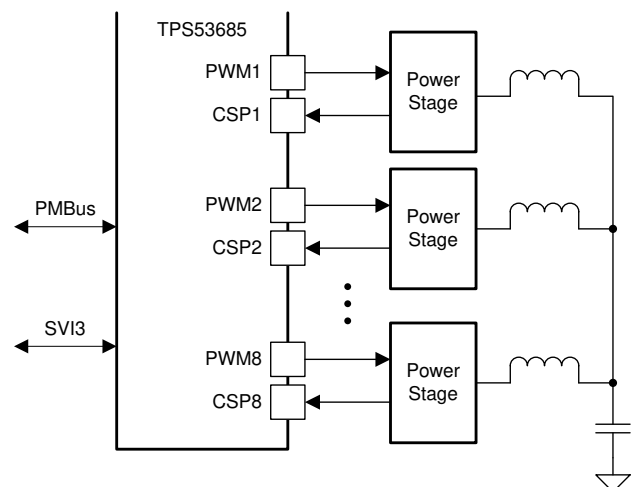 TPS53685
PWM1
CSP1
Power
Stage
PMBus
PWM2
CSP2
Power
Stage
SVI3
PWM8
CSP8
Power
Stage